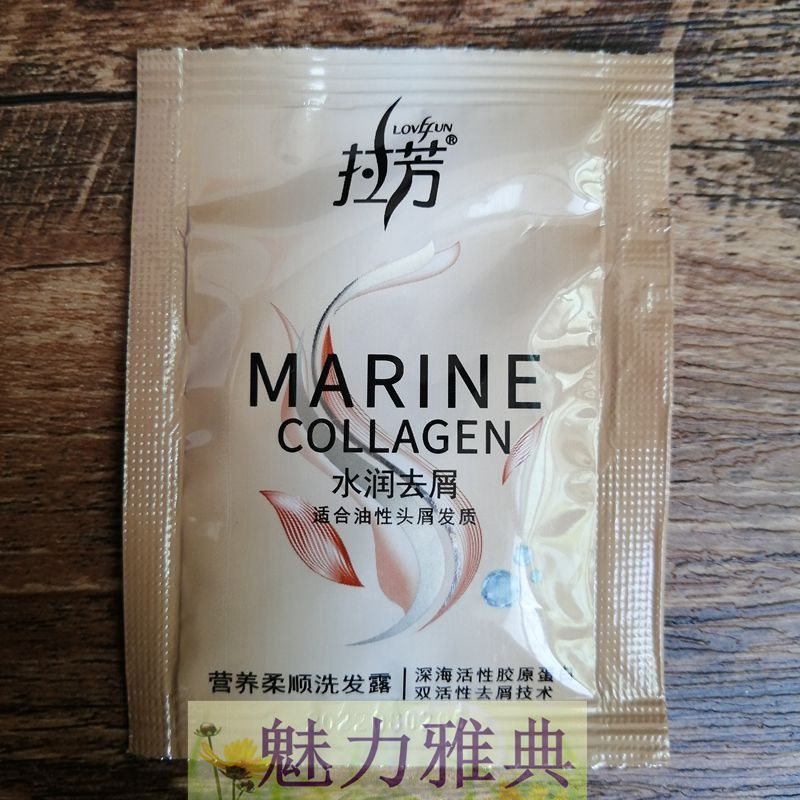 LOVEFUN
拉芳®
MARINE
COLLAGEN
水润去屑
适合油性头屑发质
营养柔顺洗发露
深海活性胶原蛋白
双活性去屑技术
魅力雅典